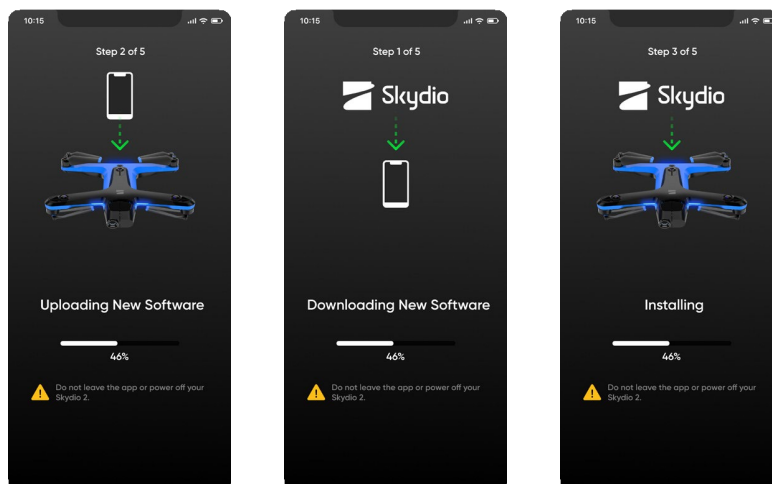 10:15
Step 2 of 5
Uploading New Software
46%
Do not leave the app or power off your
Skydio 2.
10:15
Step 1 of 5
Skydio
Downloading New Software
46%
Do not leave the app or power off your
Skydio 2.
10:15
Step 3 of 5
Skydio
Installing
46%
Do not leave the app or power off your
Skydio 2.